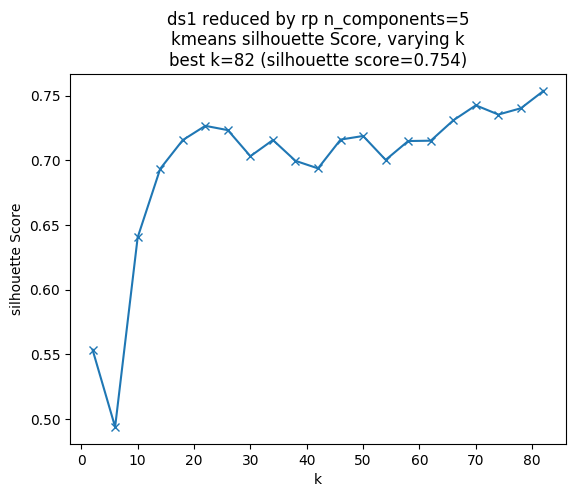 ds1 reduced by rp n_components=5
kmeans silhouette Score, varying k
best k=82 (silhouette score=0.754)
0.75
0.70
0.65
0.60
0.55
0.50
silhouette Score
0 10 20 30 40 50 60 70 80
k